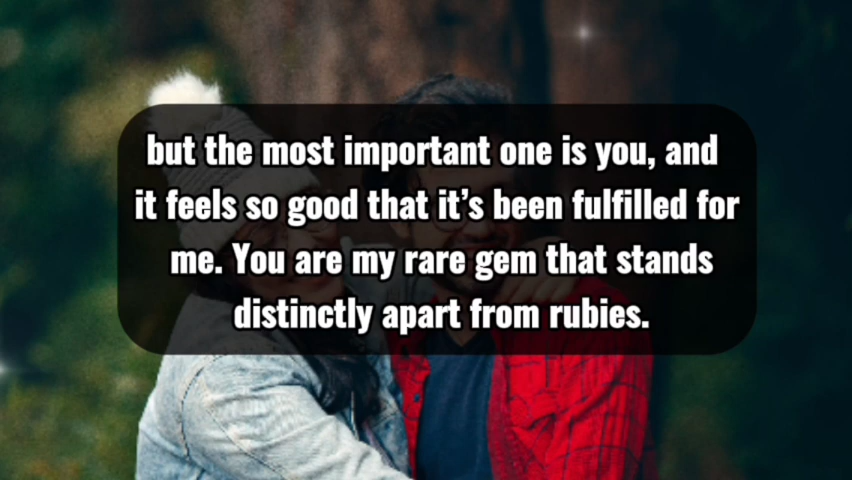 but the most important one is you, and
it feels so good that it’s been fulfilled for
me. You are my rare gem that stands
distinctly apart from rubies.